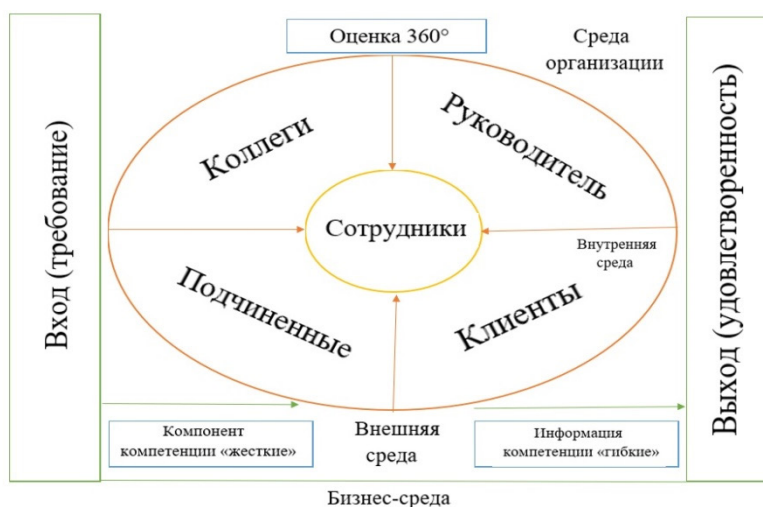 Оценка 360°
Среда
организации
Вход (требование)
Коллеги
Руководитель
Сотрудники
Внутренняя
среда
Подчиненные
Клиенты
Выход (удовлетворенность)
Компонент
компетенции «жесткие»
Внешняя
среда
Информация
компетенции «гибкие»
Бизнес-среда